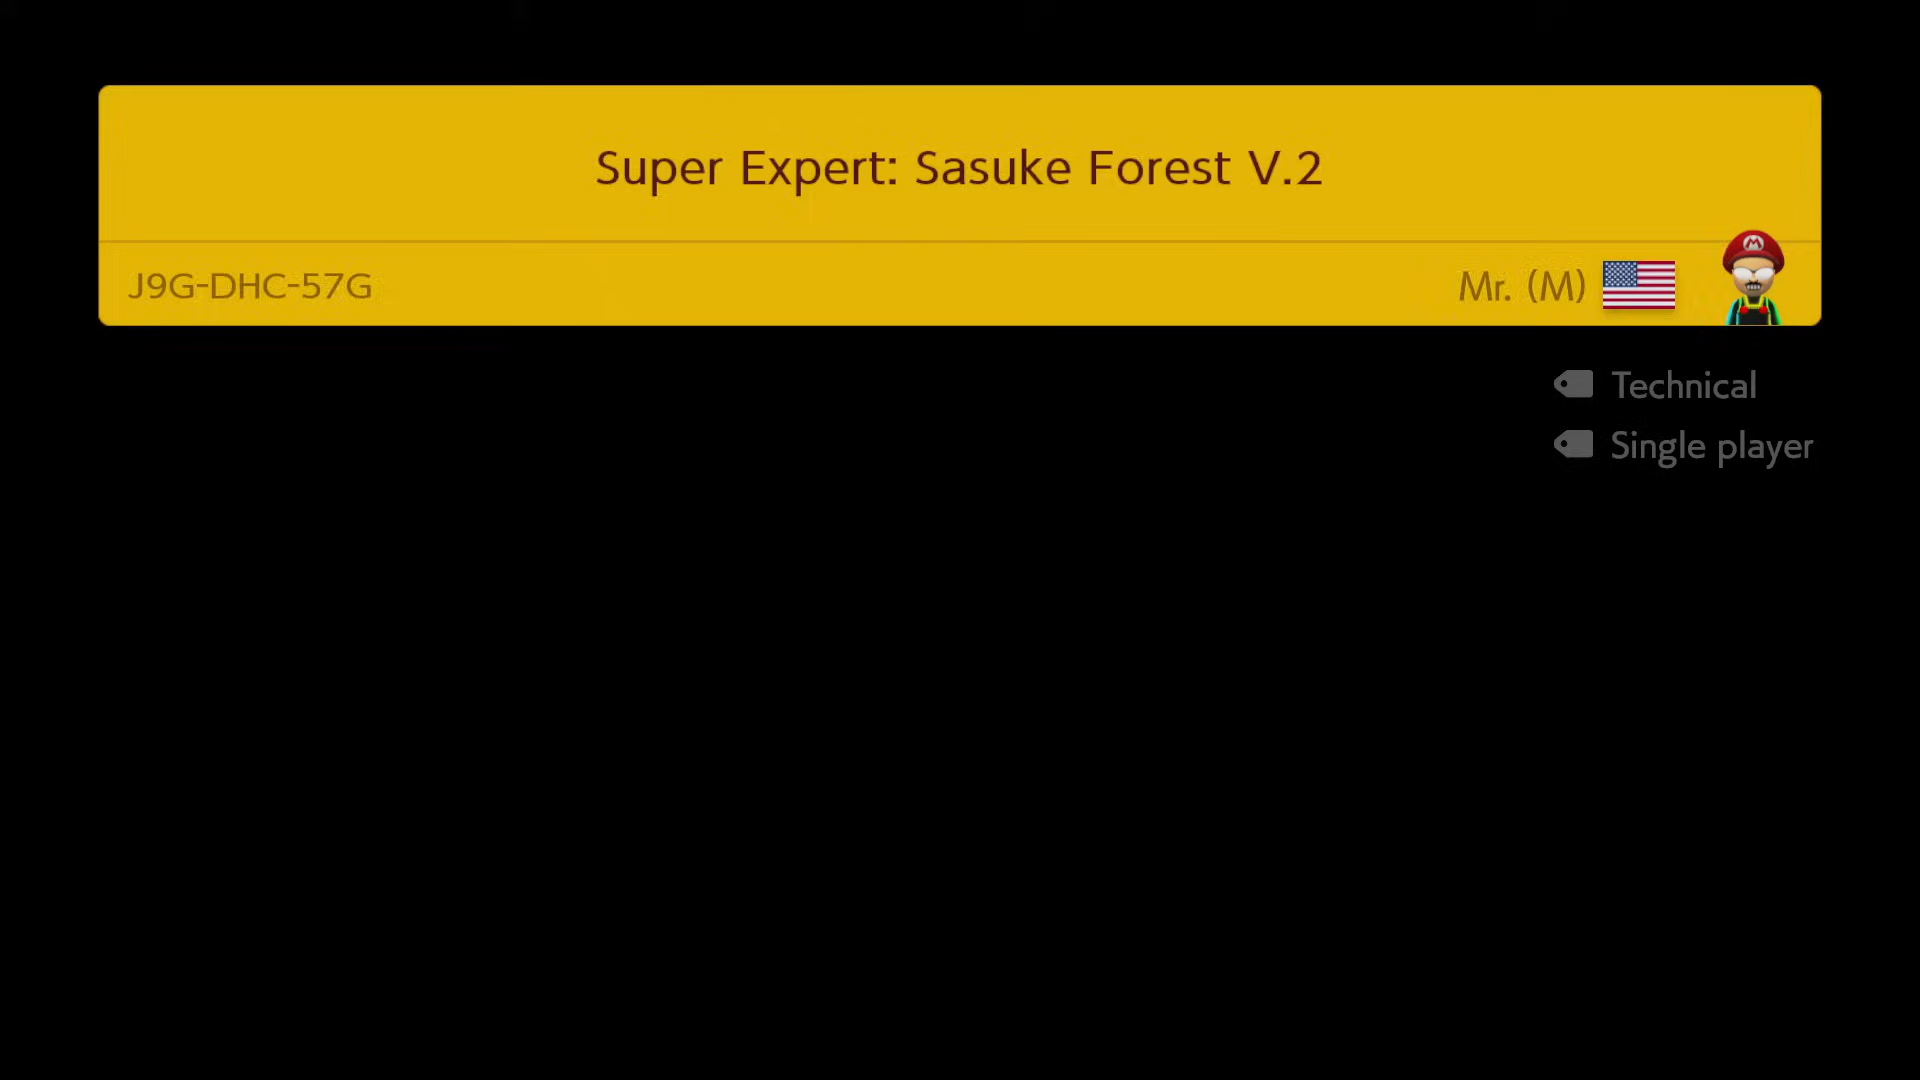 Super Expert: Sasuke Forest V.2
J9G-DHC-57G
Mr. (M)
Technical
Single player